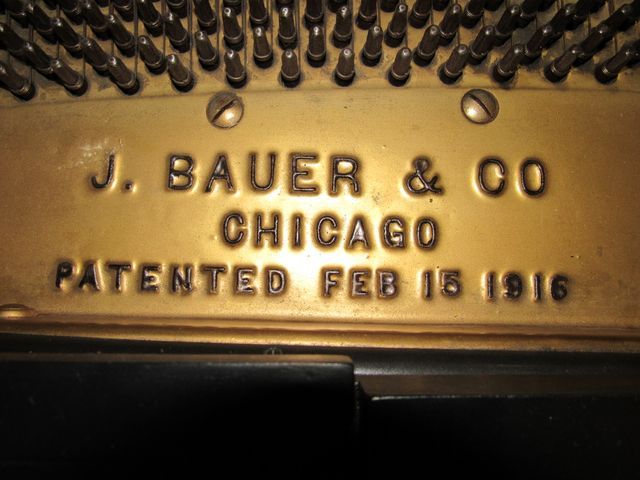 J. BAUER & CO
CHICAGO
PATENTED FEB 15 1916